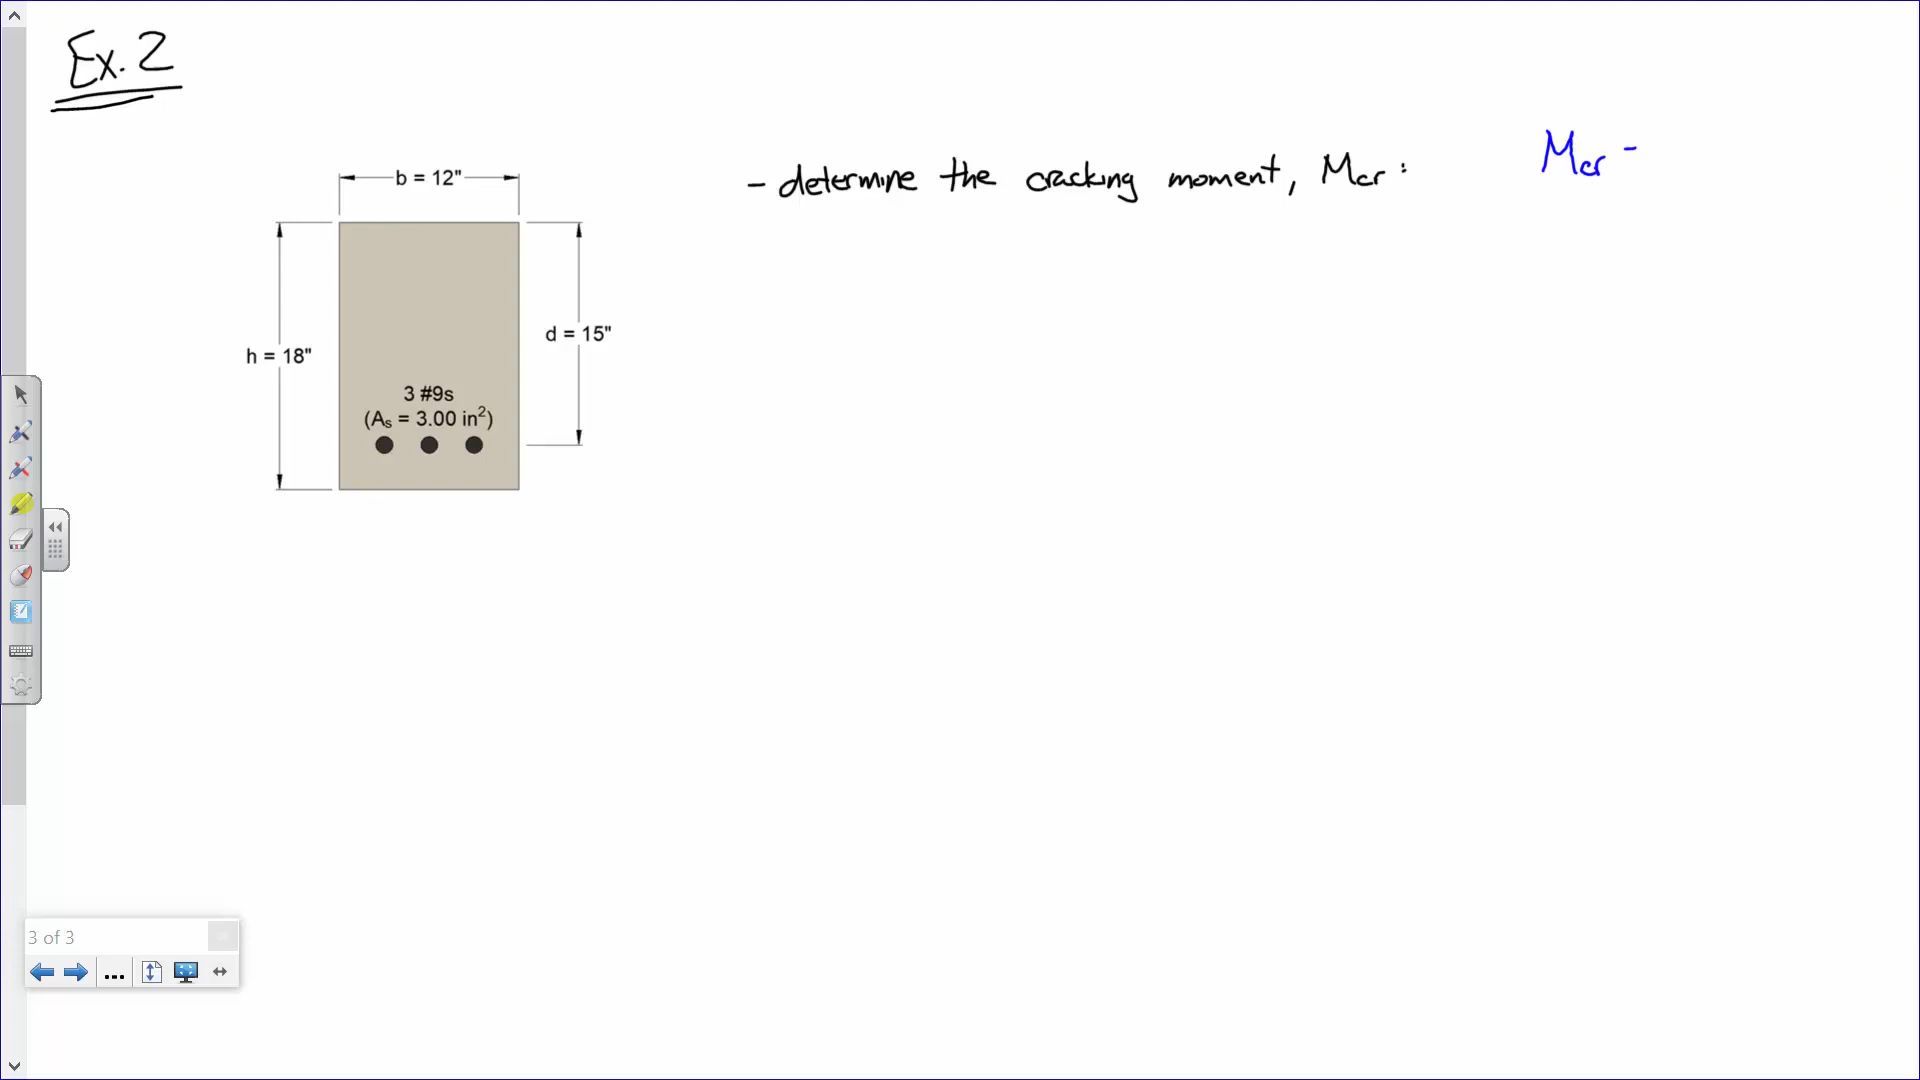 Ex. 2
- determine the cracking moment, Mcr :
Mcr -
b = 12"
h = 18"
d = 15"
3 #9s
(As = 3.00 in²)
3 of 3
...